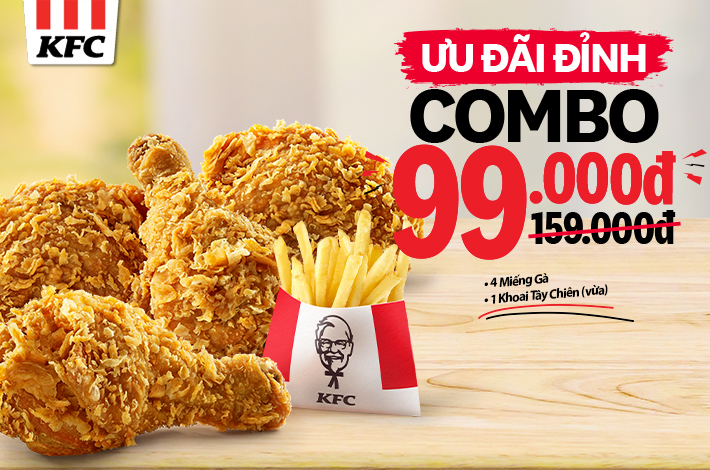 KFC
ƯU ĐÃI ĐỈNH
COMBO
99.000đ
159.000đ
• 4 Miếng Gà
• 1 Khoai Tây Chiên (vừa)
KFC